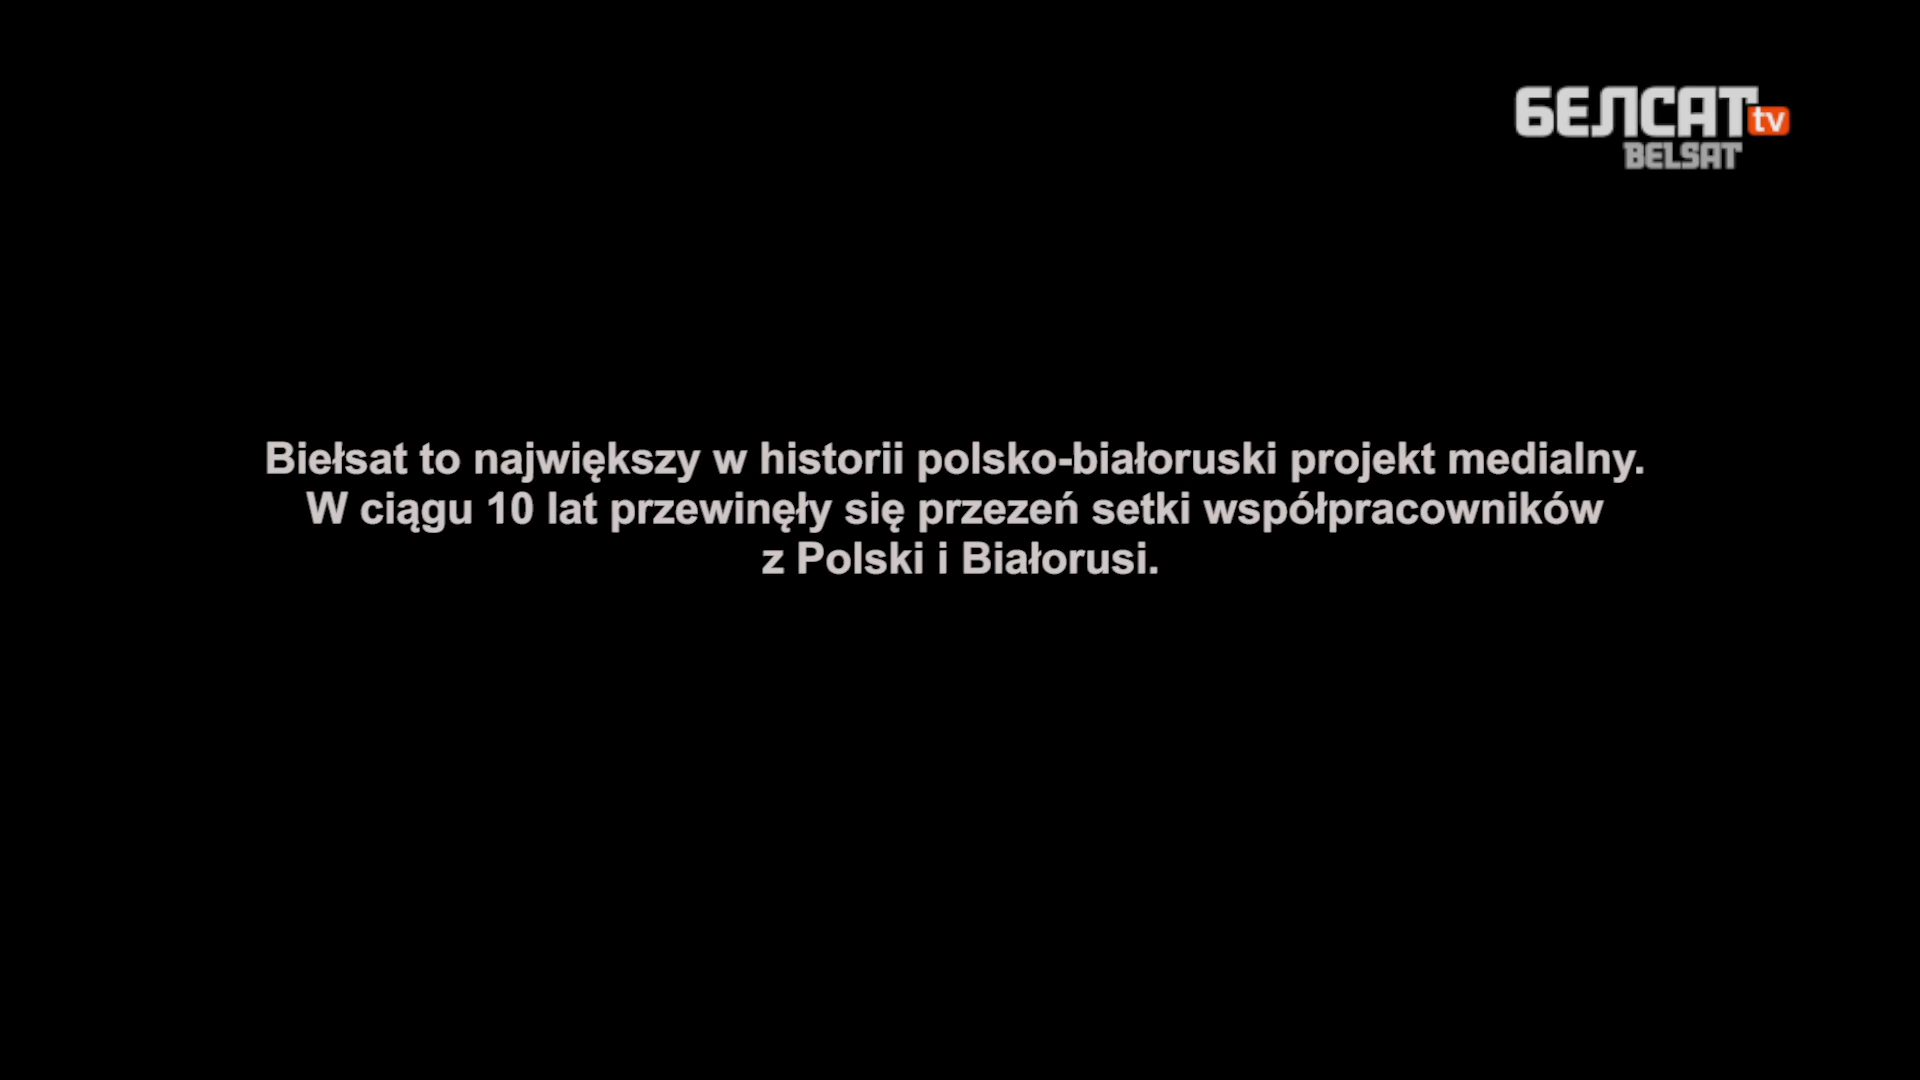 БЕЛСАТ tv
BELSAT
Biełsat to największy w historii polsko-białoruski projekt medialny.
W ciągu 10 lat przewinęły się przezeń setki współpracowników
z Polski i Białorusi.